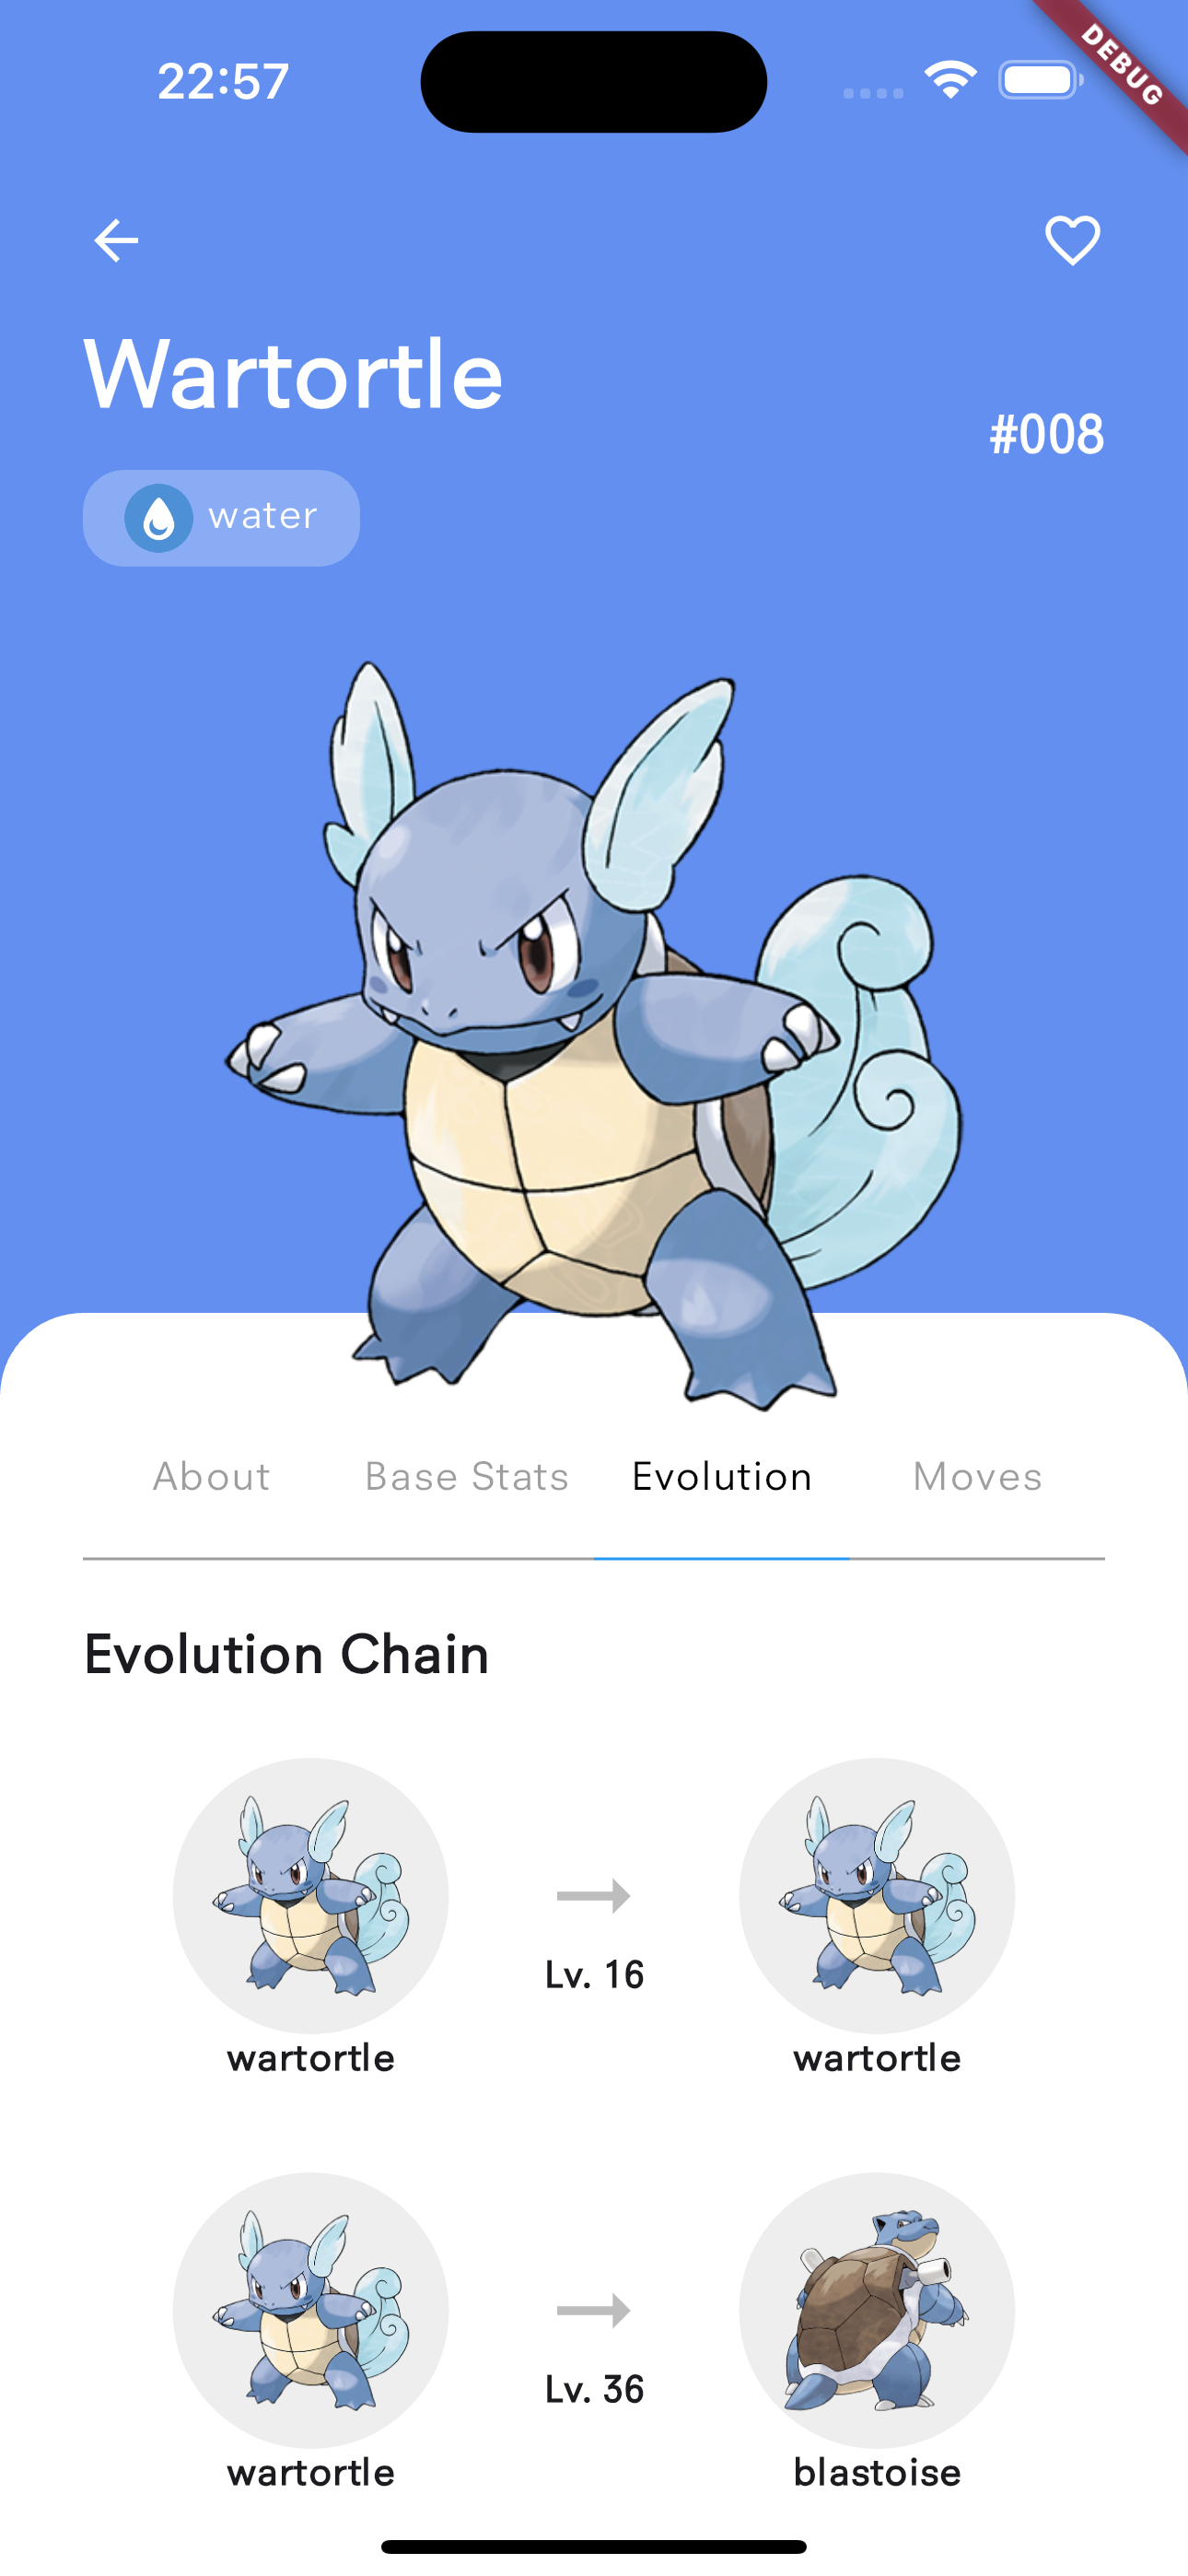 22:57
DEBUG
Wartortle
#008
water
About Base Stats Evolution Moves
Evolution Chain
Lv. 16
wartortle wartortle
Lv. 36
wartortle blastoise